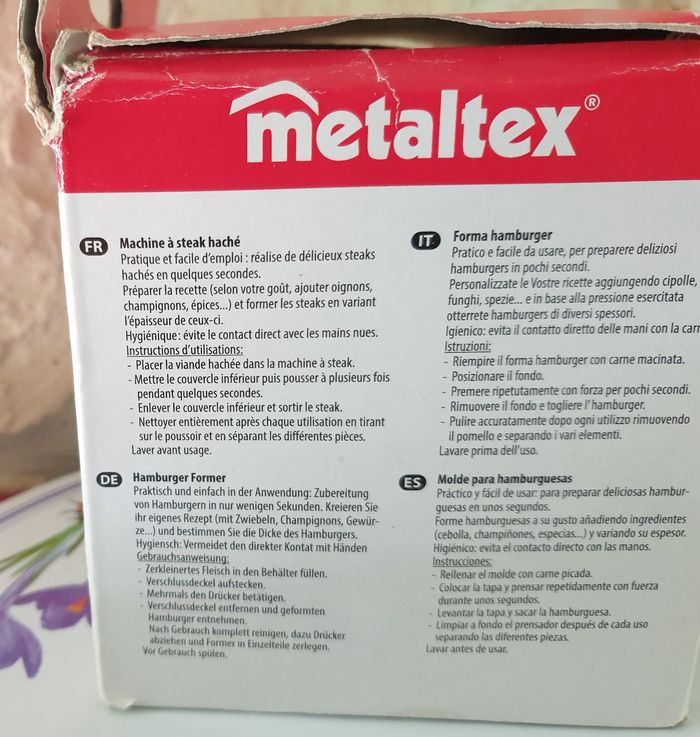 metaltex®
FR
Machine à steak haché
Pratique et facile d'emploi : réalise de délicieux steaks
hachés en quelques secondes.
Préparer la recette (selon votre goût, ajouter oignons,
champignons, épices...) et former les steaks en variant
l'épaisseur de ceux-ci.
Hygiénique: évite le contact direct avec les mains nues.
Instructions d'utilisations:
- Placer la viande hachée dans la machine à steak.
- Mettre le couvercle inférieur puis pousser à plusieurs fois
pendant quelques secondes.
- Enlever le couvercle inférieur et sortir le steak.
- Nettoyer entièrement après chaque utilisation en tirant
sur le poussoir et en séparant les différentes pièces.
Laver avant usage.
DE
Hamburger Former
Praktisch und einfach in der Anwendung: Zubereitung
von Hamburgern in nur wenigen Sekunden. Kreieren Sie
ihr eigenes Rezept (mit Zwiebeln, Champignons, Gewür-
ze...) und bestimmen Sie die Dicke des Hamburgers.
Hygiensch: Vermeidet den direkter Kontat mit Händen
Gebrauchsanweisung:
- Zerkleinertes Fleisch in den Behälter füllen.
- Verschlussdeckel aufstecken.
- Mehrmals den Drücker betätigen.
- Verschlussdeckel entfernen und geformten
Hamburger entnehmen.
Nach Gebrauch komplett reinigen, dazu Drücker
abziehen und Former in Einzelteile zerlegen.
Vor Gebrauch spülen.
IT
Forma hamburger
Pratico e facile da usare, per preparare deliziosi
hamburgers in pochi secondi.
Personalizzate le Vostre ricette aggiungendo cipolle,
funghi, spezie... e in base alla pressione esercitata
otterrete hamburgers di diversi spessori.
Igienico: evita il contatto diretto delle mani con la carn
Istruzioni:
- Riempire il forma hamburger con carne macinata.
- Posizionare il fondo.
- Premere ripetutamente con forza per pochi secondi.
- Rimuovere il fondo e togliere l'hamburger.
- Pulire accuratamente dopo ogni utilizzo rimuovendo
il pomello e separando i vari elementi.
Lavare prima dell'uso.
ES
Molde para hamburguesas
Práctico y fácil de usar: para preparar deliciosas hambur-
guesas en unos segundos.
Forme hamburguesas a su gusto añadiendo ingredientes
(cebolla, champiñones, especias...) y variando su espesor.
Higiénico: evita el contacto directo con las manos.
Instrucciones:
- Rellenar el molde con carne picada.
- Colocar la tapa y prensar repetidamente con fuerza
durante unos segundos.
- Levantar la tapa y sacar la hamburguesa.
- Limpiar a fondo el prensador después de cada uso
separando las diferentes piezas.
Lavar antes de usar.